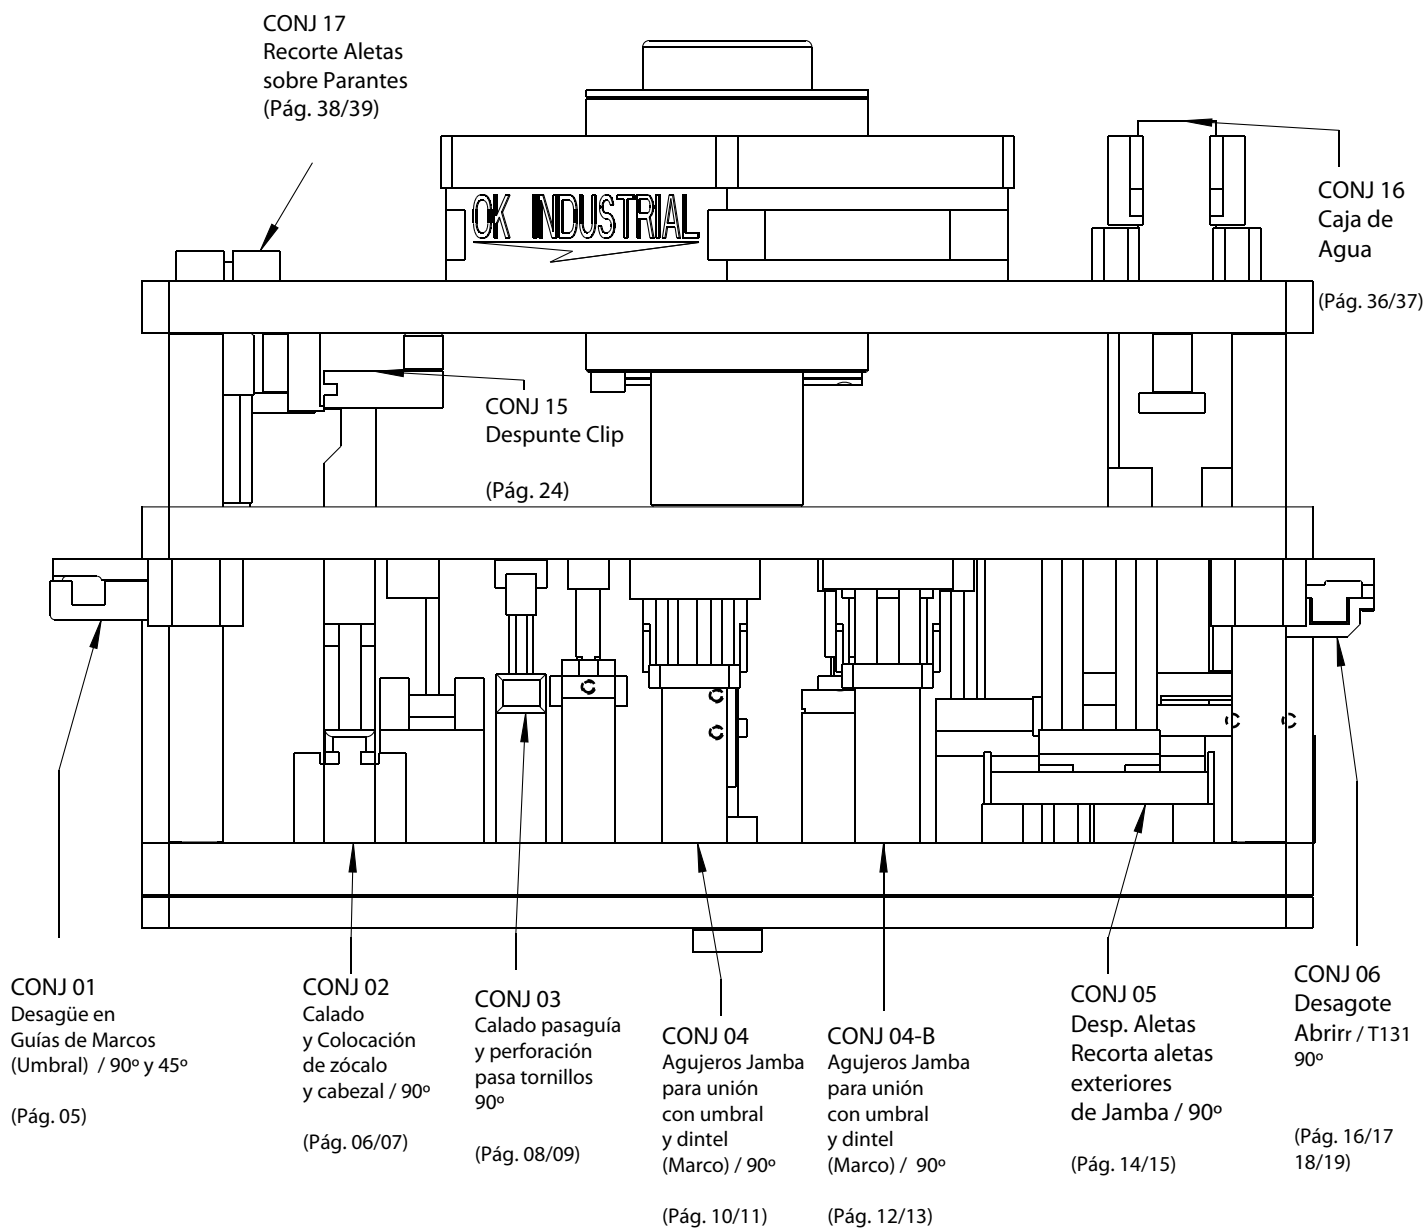 CONJ 17
Recorte Aletas
sobre Parantes
(Pág. 38/39)
OK INDUSTRIAL
CONJ 16
Caja de
Agua
(Pág. 36/37)
CONJ 15
Despunte Clip
(Pág. 24)
CONJ 01
Desagüe en
Guías de Marcos
(Umbral) / 90º y 45º
(Pág. 05)
CONJ 02
Calado
y Colocación
de zócalo
y cabezal / 90º
(Pág. 06/07)
CONJ 03
Calado pasaguía
y perforación
pasa tornillos
90º
(Pág. 08/09)
CONJ 04
Agujeros Jamba
para unión
con umbral
y dintel
(Marco) / 90º
(Pág. 10/11)
CONJ 04-B
Agujeros Jamba
para unión
con umbral
y dintel
(Marco) / 90º
(Pág. 12/13)
CONJ 05
Desp. Aletas
Recorta aletas
exteriores
de Jamba / 90º
(Pág. 14/15)
CONJ 06
Desagote
Abrirr / T131
90º
(Pág. 16/17
18/19)